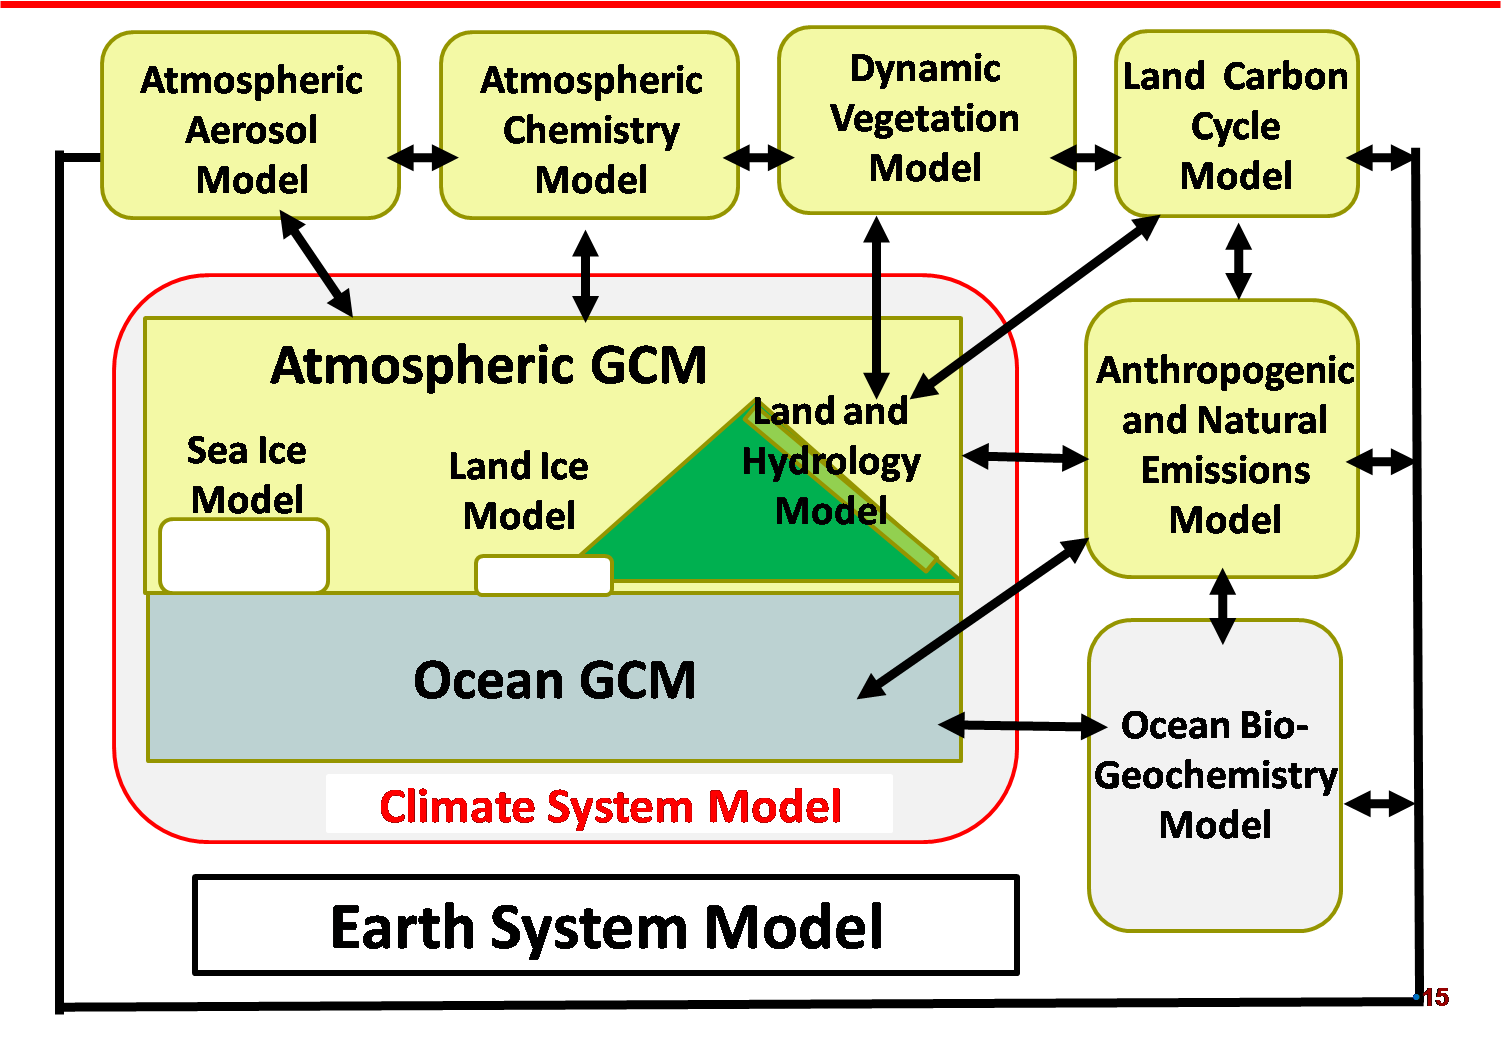 Atmospheric
Aerosol
Model
Atmospheric
Chemistry
Model
Dynamic
Vegetation
Model
Land Carbon
Cycle
Model
Atmospheric GCM
Sea Ice
Model
Land Ice
Model
Land and
Hydrology
Model
Anthropogenic
and Natural
Emissions
Model
Ocean GCM
Ocean Bio-
Geochemistry
Model
Climate System Model
Earth System Model
15